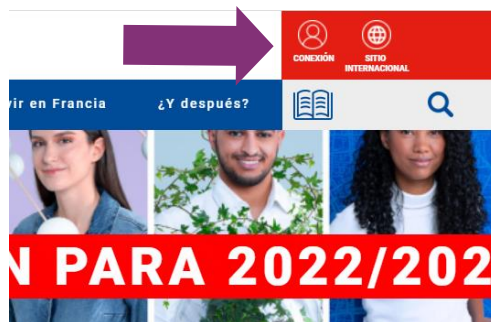 CONEXIÓN
SITIO
INTERNACIONAL
vir en Francia
¿Y después?
N PARA 2022/202